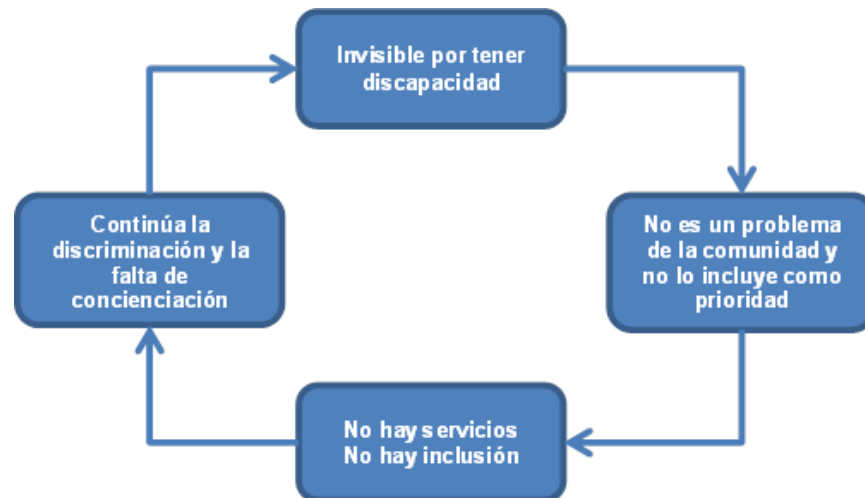 Invisible por tener
discapacidad
No es un problema
de la comunidad y
no lo incluye como
prioridad
No hay servicios
No hay inclusión
Continúa la
discriminación y la
falta de
concienciación